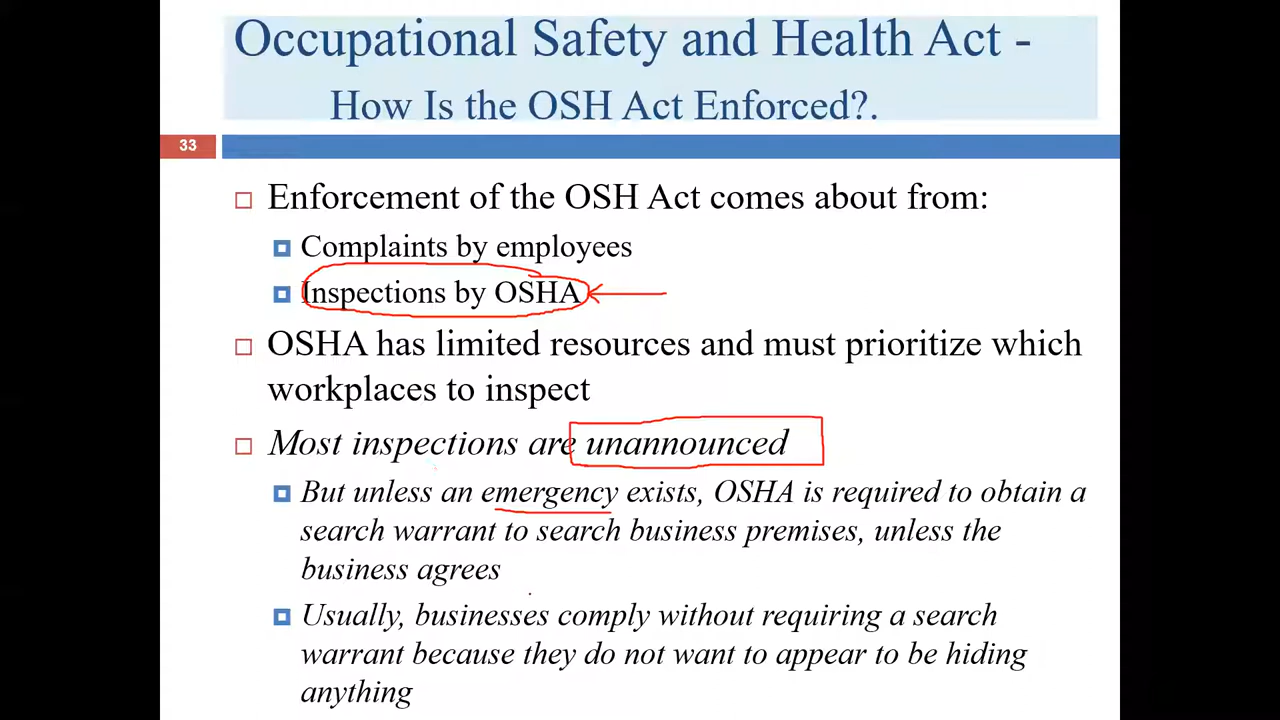 Occupational Safety and Health Act -
How Is the OSH Act Enforced?.
33
Enforcement of the OSH Act comes about from:
Complaints by employees
Inspections by OSHA
OSHA has limited resources and must prioritize which
workplaces to inspect
Most inspections are unannounced
But unless an emergency exists, OSHA is required to obtain a
search warrant to search business premises, unless the
business agrees
Usually, businesses comply without requiring a search
warrant because they do not want to appear to be hiding
anything